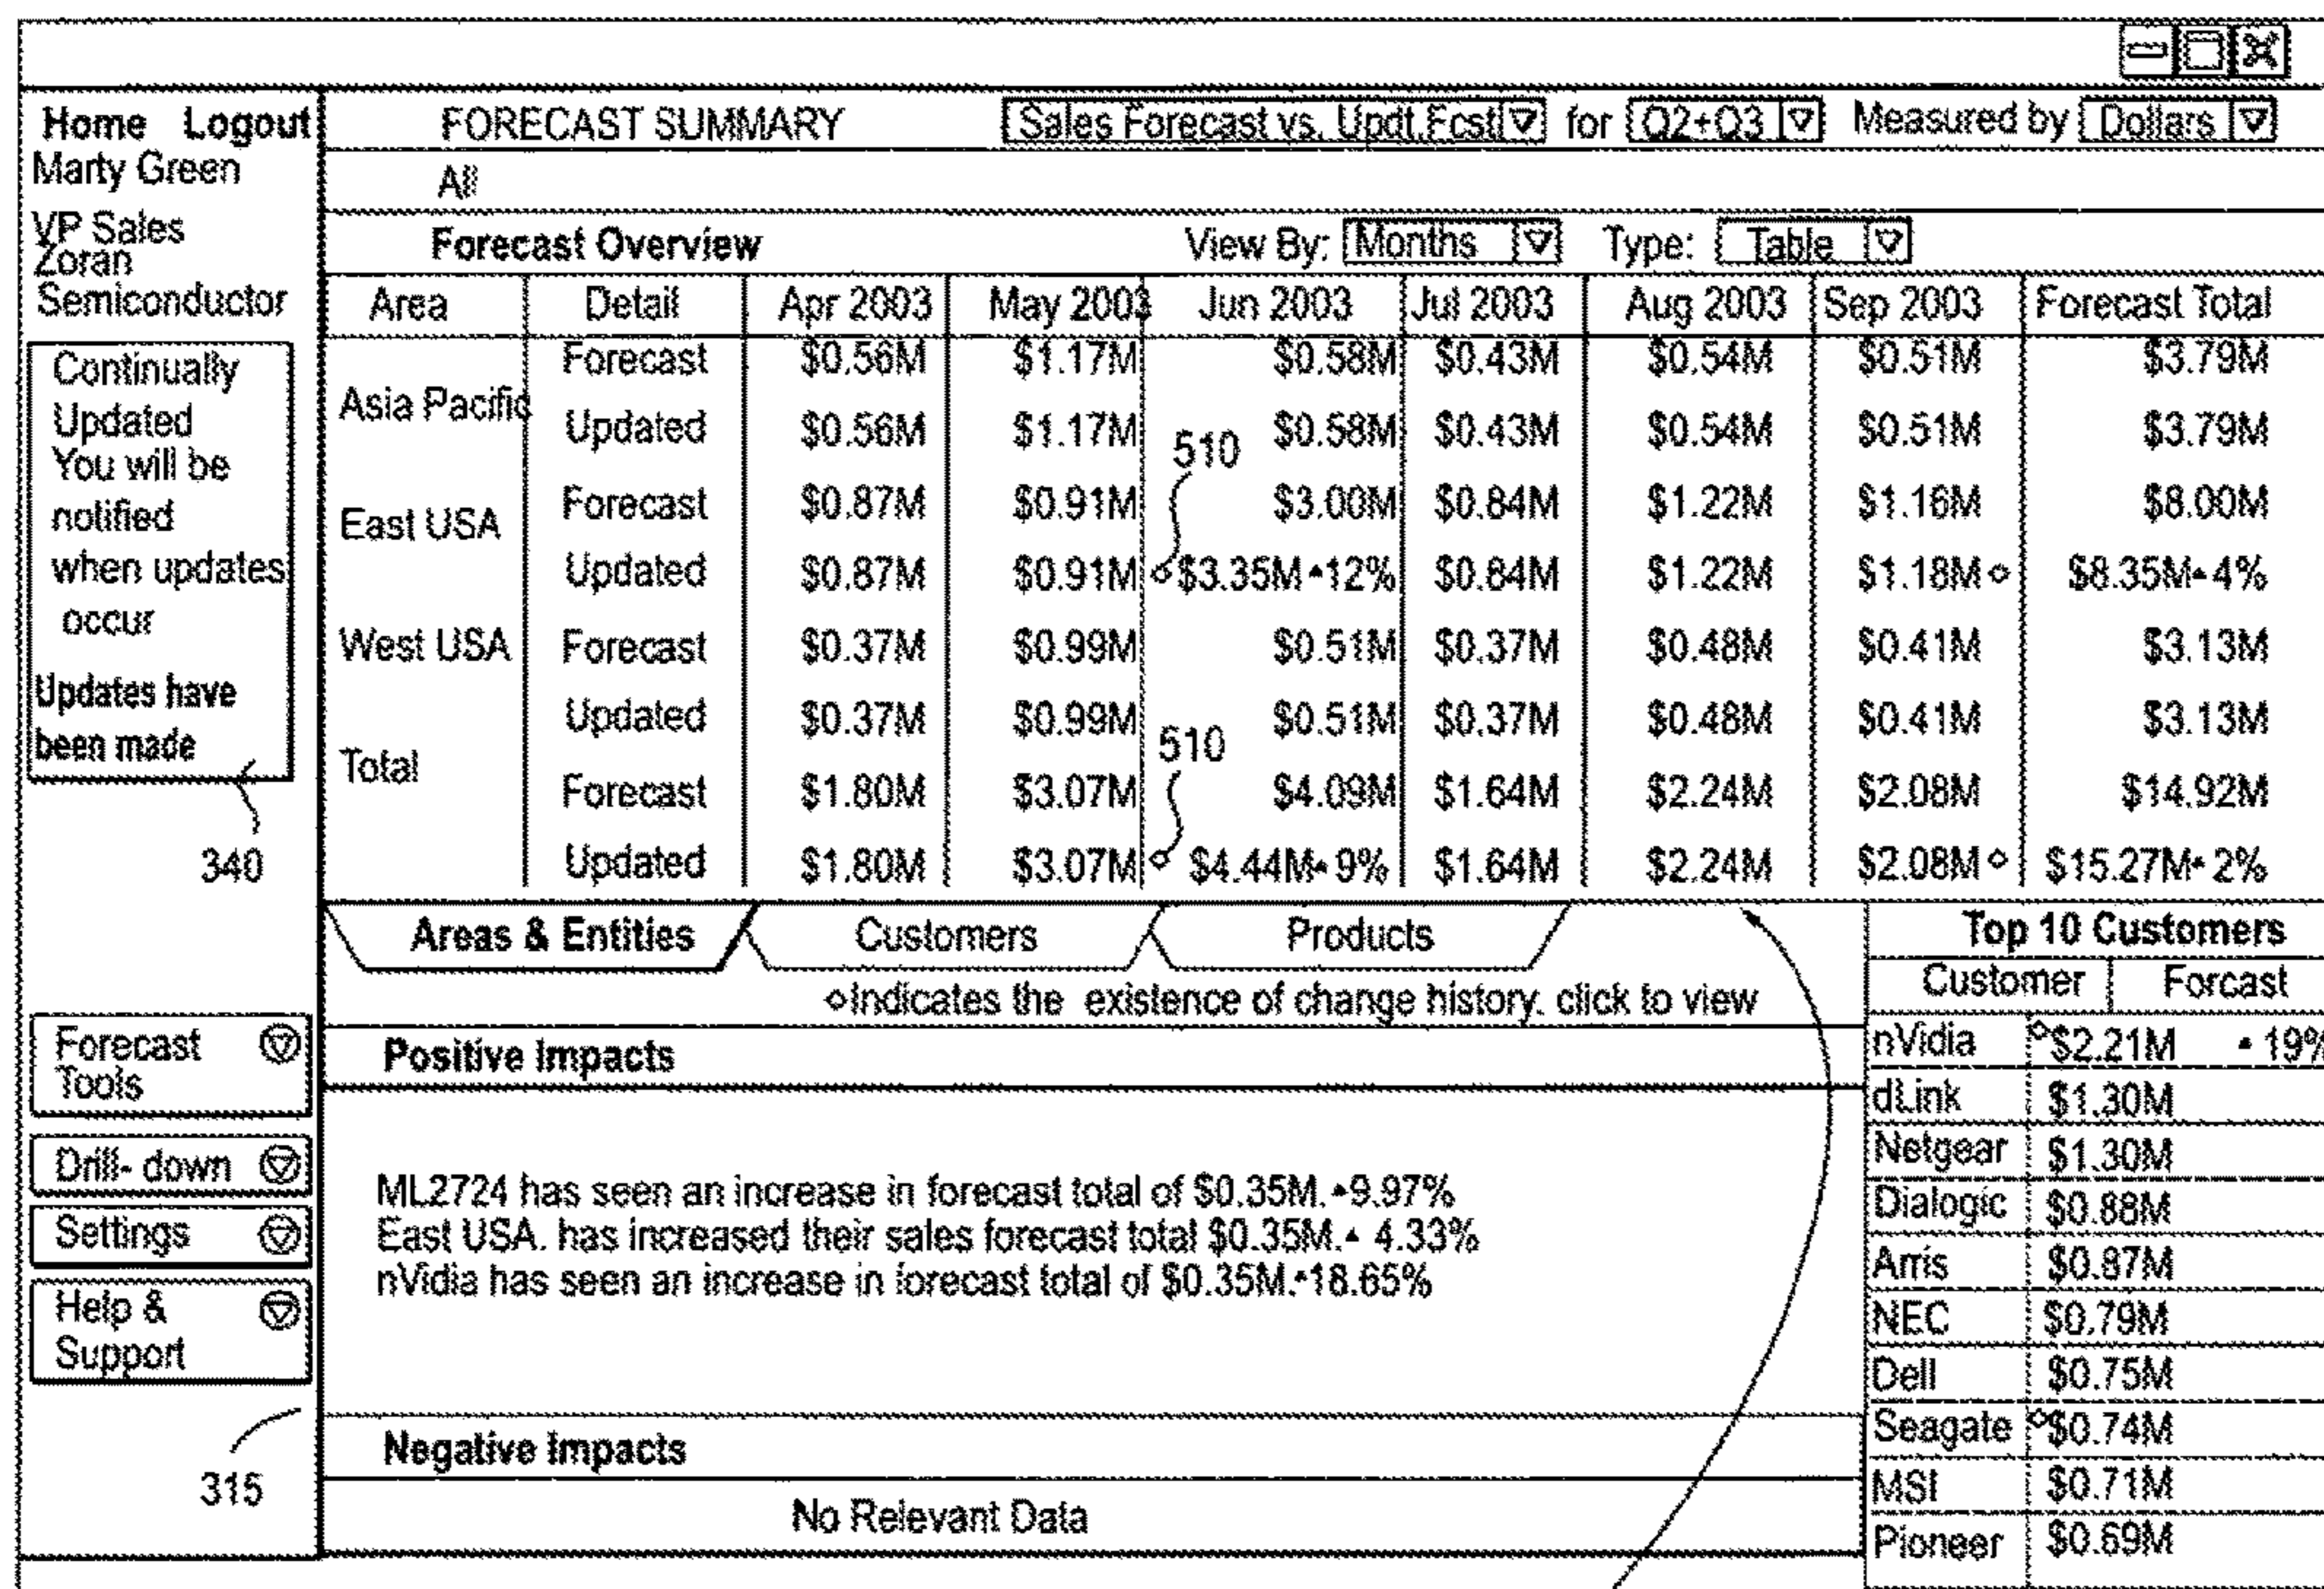 Home Logout
Marty Green
VP Sales
Zoran
Semiconductor
Continually
Updated
You will be
notified
when updates
occur
Updates have
been made
340
Forecast
Tools
Drill- down
Settings
Help &
Support
315
FORECAST SUMMARY Sales Forecast vs. Updt.Fcst for Q2+Q3 Measured by Dollars
All
Forecast Overview View By: Months Type: Table
Area Detail Apr 2003 May 2003 Jun 2003 Jul 2003 Aug 2003 Sep 2003 Forecast Total
Forecast $0.56M $1.17M $0.58M $0.43M $0.54M $0.51M $3.79M
Asia Pacific
Updated $0.56M $1.17M $0.58M $0.43M $0.54M $0.51M $3.79M
510
Forecast $0.87M $0.91M $3.00M $0.84M $1.22M $1.16M $8.00M
East USA
Updated $0.87M $0.91M $3.35M 12% $0.84M $1.22M $1.18M $8.35M 4%
West USA Forecast $0.37M $0.99M $0.51M $0.37M $0.48M $0.41M $3.13M
Updated $0.37M $0.99M $0.51M $0.37M $0.48M $0.41M $3.13M
510
Total
Forecast $1.80M $3.07M $4.09M $1.64M $2.24M $2.08M $14.92M
Updated $1.80M $3.07M $4.44M 9% $1.64M $2.24M $2.08M $15.27M 2%
Areas & Entities Customers Products
Indicates the existence of change history. click to view
Positive Impacts
ML2724 has seen an increase in forecast total of $0.35M. 9.97%
East USA. has increased their sales forecast total $0.35M. 4.33%
nVidia has seen an increase in forecast total of $0.35M. 18.65%
Negative Impacts
No Relevant Data
Top 10 Customers
Customer Forcast
nVidia $2.21M 19%
dLink $1.30M
Netgear $1.30M
Dialogic $0.88M
Arris $0.87M
NEC $0.79M
Dell $0.75M
Seagate $0.74M
MSI $0.71M
Pioneer $0.69M